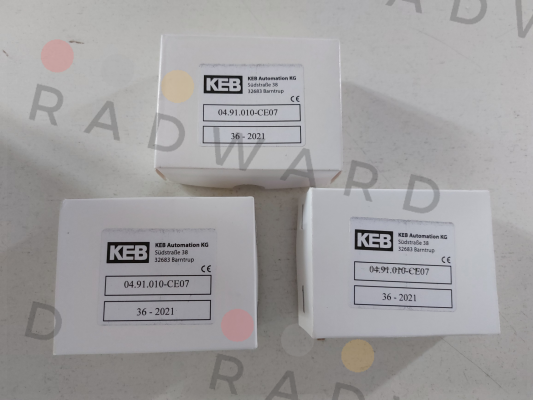 KEB
KEB Automation KG
Südstraße 38
32683 Barntrup
CE
04.91.010-CE07
36 - 2021
RADWARD
KEB
KEB Automation KG
Südstraße 38
32683 Barntrup
CE
04.91.010-CE07
36 - 2021
KEB
KEB Automation KG
Südstraße 38
32683 Barntrup
CE
04.91.010-CE07
36 - 2021
D
RADW